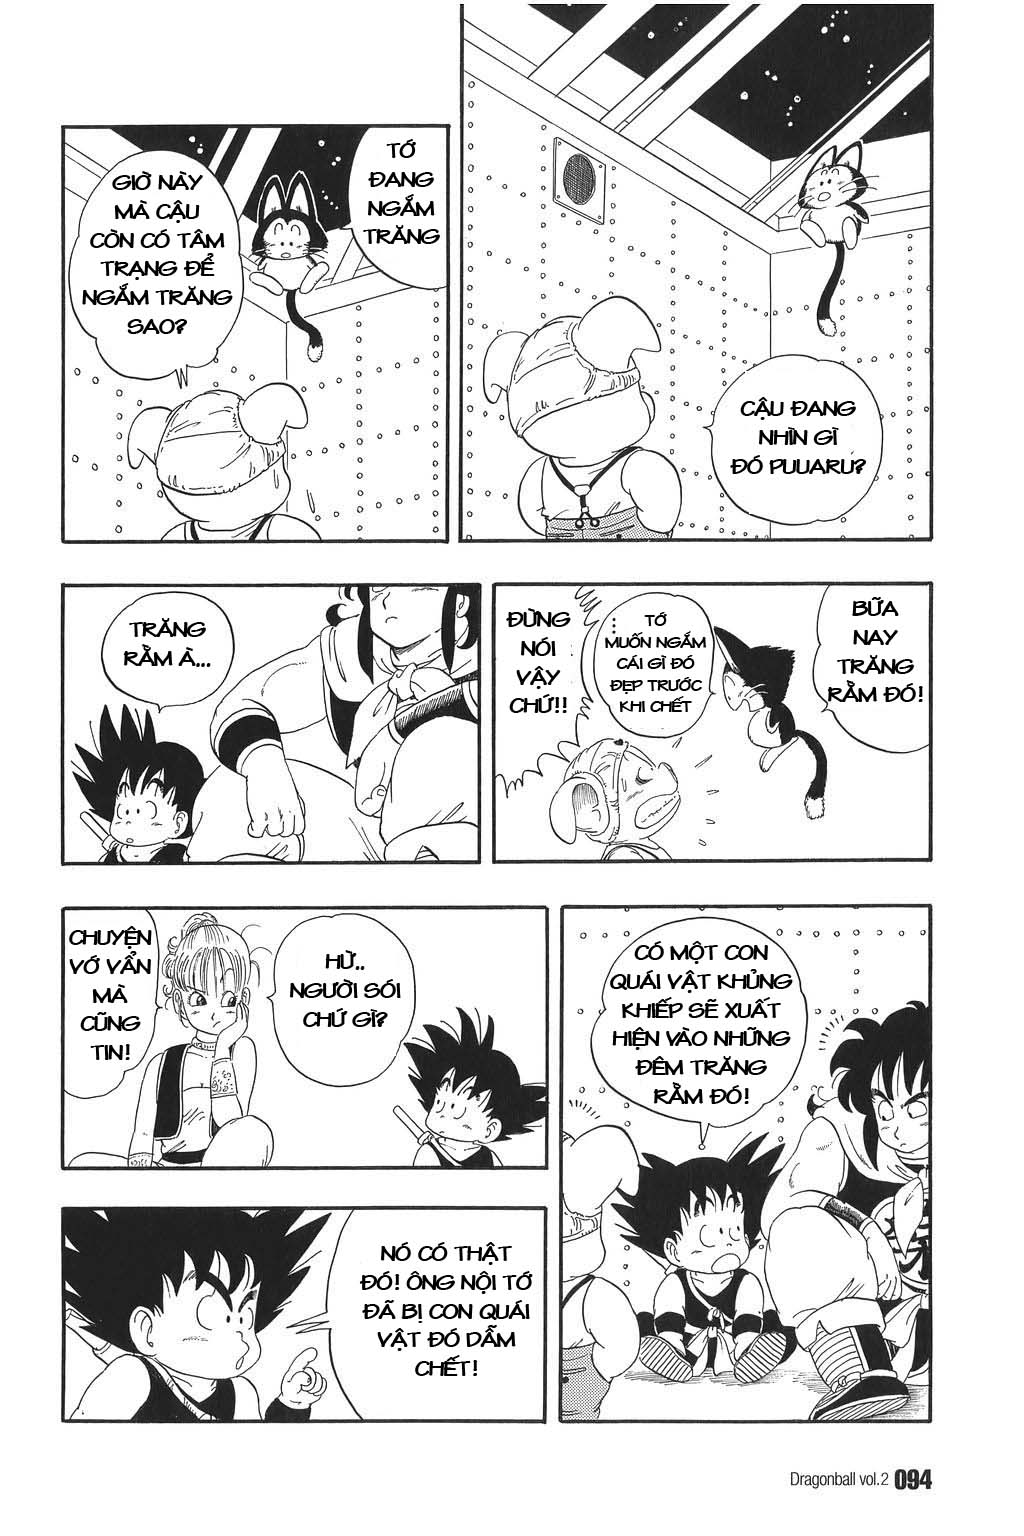 CẬU ĐANG
NHÌN GÌ
ĐÓ PUUARU?
TỚ
ĐANG
NGẮM
TRĂNG
GIỜ NÀY
MÀ CẬU
CÒN CÓ TÂM
TRẠNG ĐỂ
NGẮM TRĂNG
SAO?
BỮA
NAY
TRĂNG
RẰM ĐÓ!
...
TỚ
MUỐN NGẮM
CÁI GÌ ĐÓ
ĐẸP TRƯỚC
KHI CHẾT
ĐỪNG
NÓI
VẬY
CHỨ!!
TRĂNG
RẰM À...
CÓ MỘT CON
QUÁI VẬT KHỦNG
KHIẾP SẼ XUẤT
HIỆN VÀO NHỮNG
ĐÊM TRĂNG
RẰM ĐÓ!
HỪ..
NGƯỜI SÓI
CHỨ GÌ?
CHUYỆN
VỚ VẨN
MÀ
CŨNG
TIN!
NÓ CÓ THẬT
ĐÓ! ÔNG NỘI TỚ
ĐÃ BỊ CON QUÁI
VẬT ĐÓ DẪM
CHẾT!
Dragonball vol.2 094